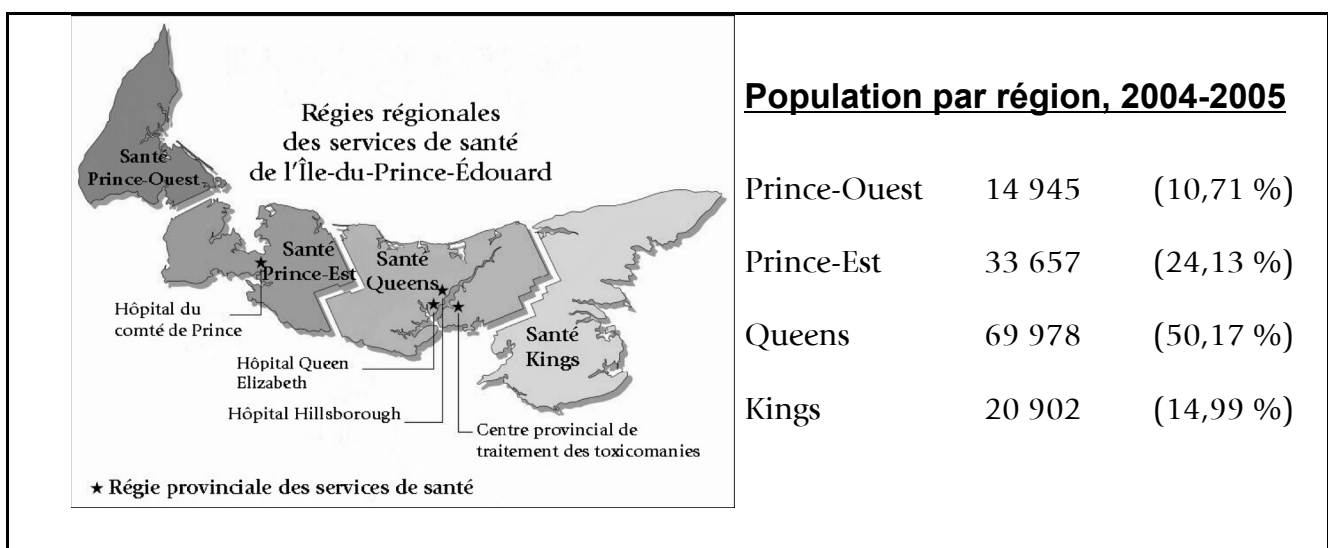 Régies régionales
des services de santé
de l'Île-du-Prince-Édouard
Santé
Prince-Ouest
Santé
Prince-Est
Santé
Queens
Santé
Kings
Hôpital du
comté de Prince
Hôpital Queen
Elizabeth
Hôpital Hillsborough
Centre provincial de
traitement des toxicomanies
★ Régie provinciale des services de santé
Population par région, 2004-2005
Prince-Ouest 14 945 (10,71 %)
Prince-Est 33 657 (24,13 %)
Queens 69 978 (50,17 %)
Kings 20 902 (14,99 %)